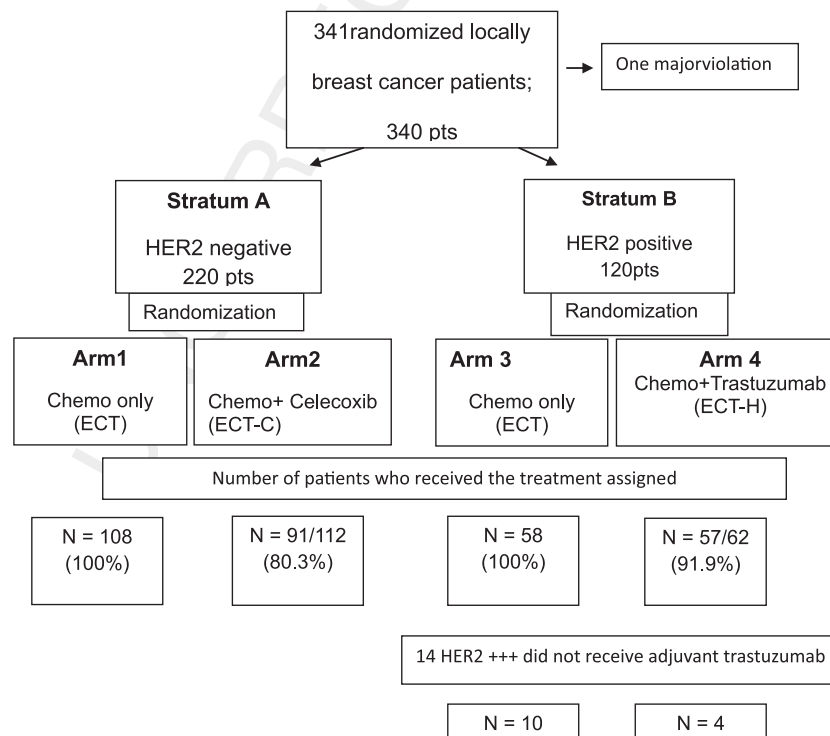 341randomized locally
breast cancer patients;
340 pts
One majorviolation
Stratum A
HER2 negative
220 pts
Stratum B
HER2 positive
120pts
Randomization
Randomization
Arm1
Chemo only
(ECT)
Arm2
Chemo+ Celecoxib
(ECT-C)
Arm 3
Chemo only
(ECT)
Arm 4
Chemo+Trastuzumab
(ECT-H)
Number of patients who received the treatment assigned
N = 108
(100%)
N = 91/112
(80.3%)
N = 58
(100%)
N = 57/62
(91.9%)
14 HER2 +++ did not receive adjuvant trastuzumab
N = 10
N = 4